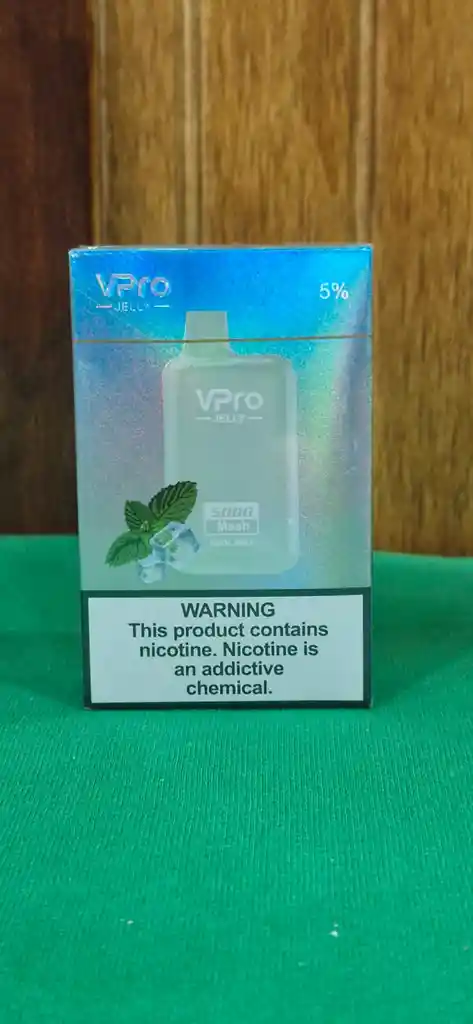 VPro
JELLY
5%
VPro
JELLY
5000
Mesh
WARNING
This product contains
nicotine. Nicotine is
an addictive
chemical.